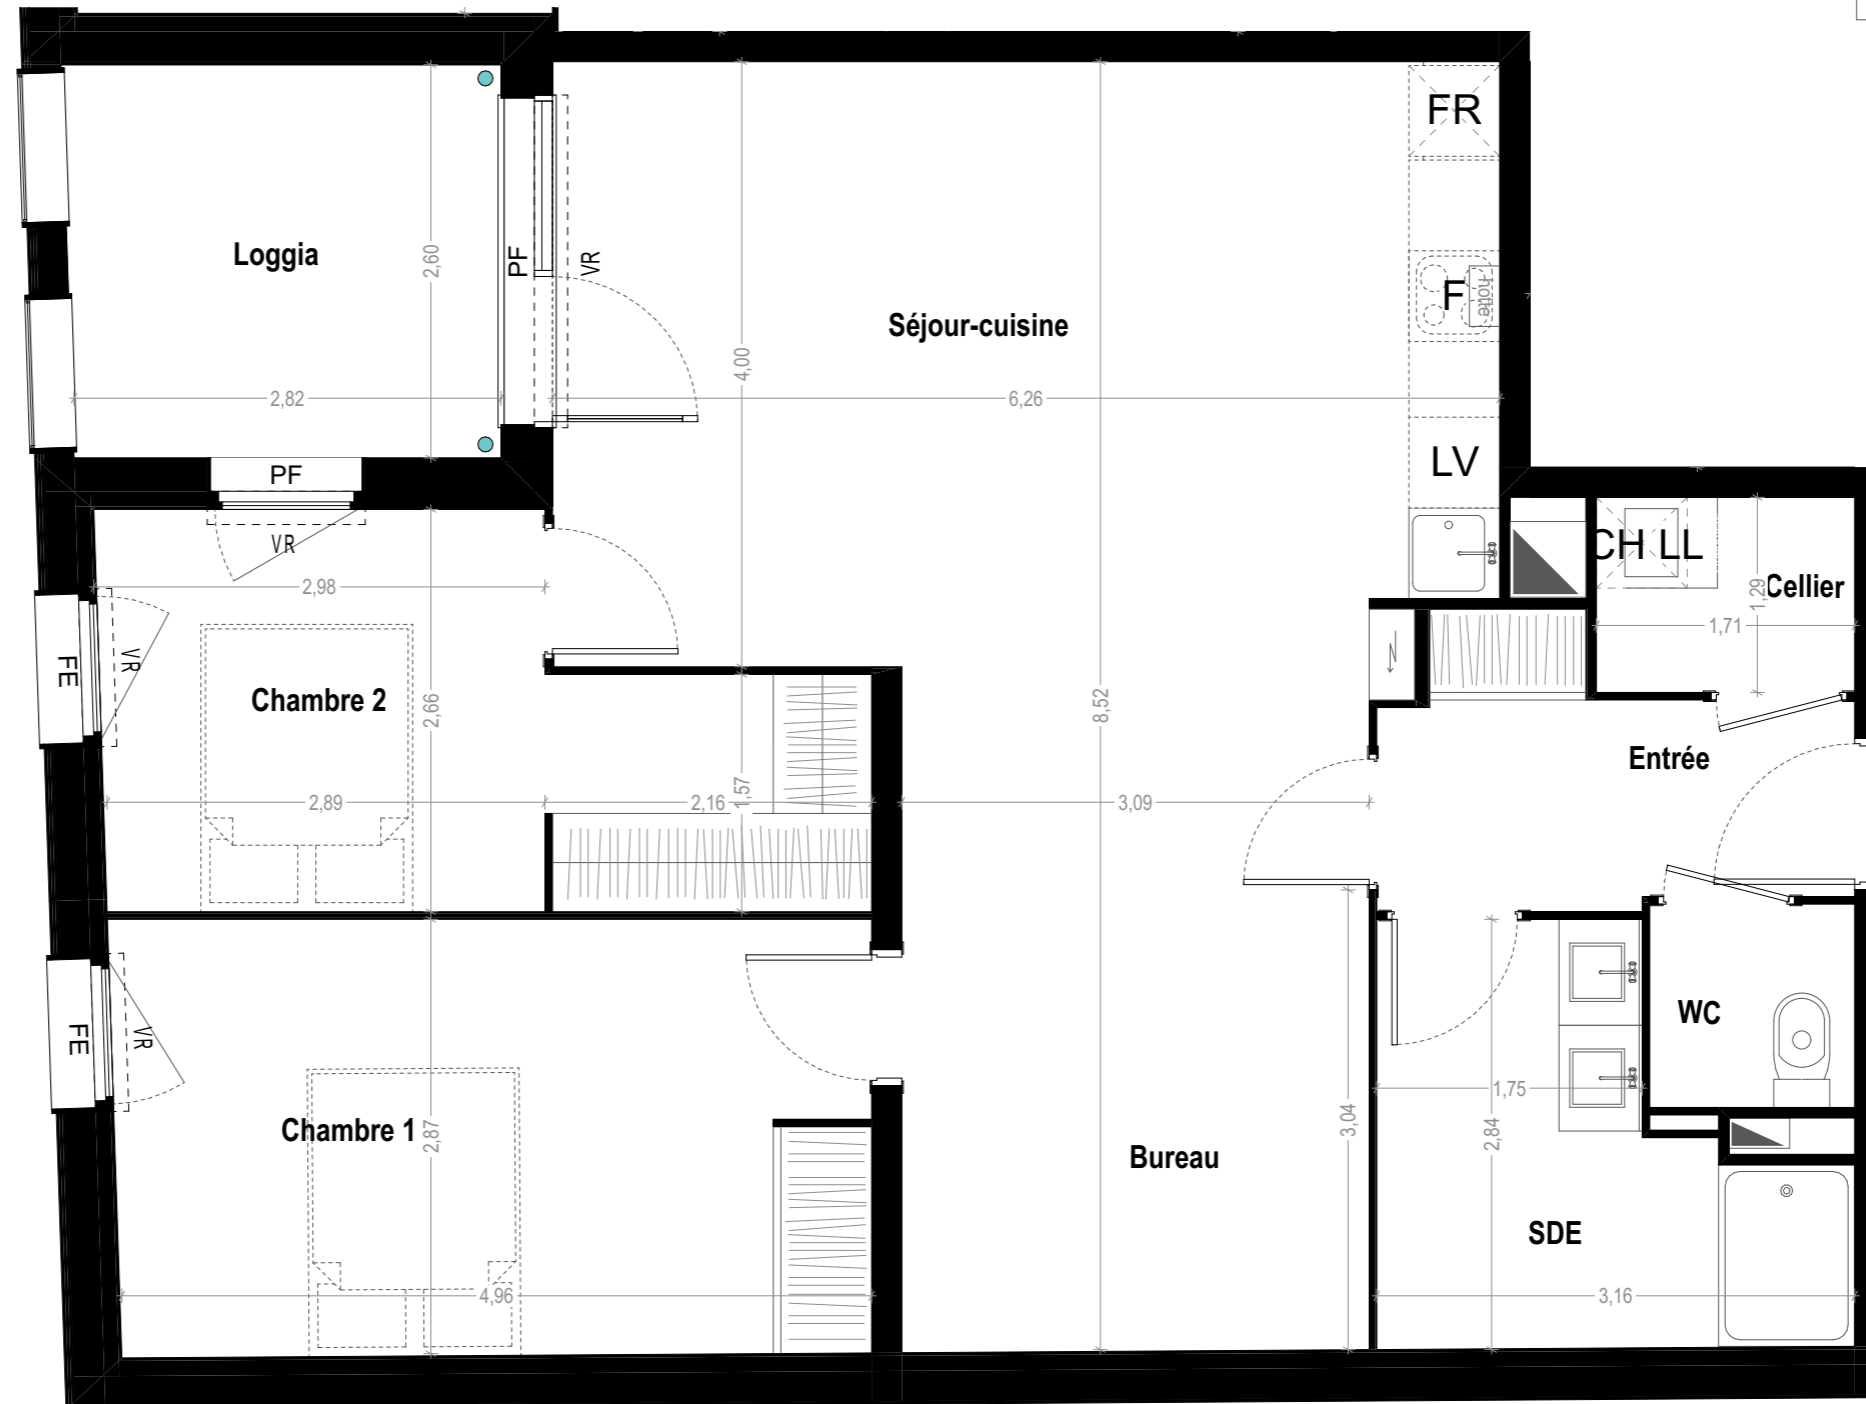 FR
Loggia
2,60
PF
VR
F
hotte
Séjour-cuisine
4,00
2,82
6,26
LV
PF
VR
CH LL
Cellier
1,29
2,98
1,71
FE
VR
Chambre 2
2,66
8,52
Entrée
2,89
2,16
1,57
3,09
FE
VR
WC
1,75
Chambre 1
2,87
3,04
2,84
Bureau
SDE
4,96
3,16